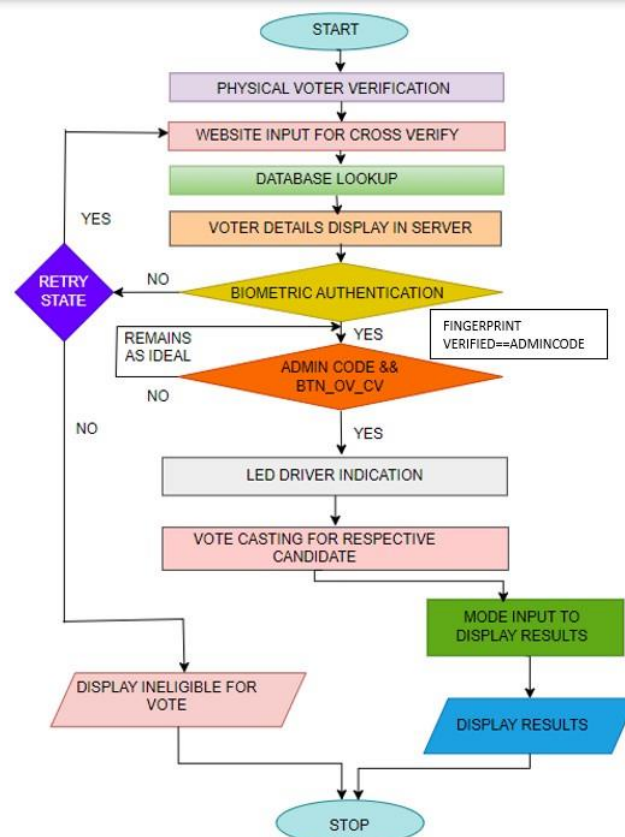 START
PHYSICAL VOTER VERIFICATION
WEBSITE INPUT FOR CROSS VERIFY
DATABASE LOOKUP
YES
VOTER DETAILS DISPLAY IN SERVER
RETRY
STATE
NO
BIOMETRIC AUTHENTICATION
YES
FINGERPRINT
VERIFIED==ADMINCODE
REMAINS
AS IDEAL
ADMIN CODE &&
BTN_OV_CV
NO
NO
YES
LED DRIVER INDICATION
VOTE CASTING FOR RESPECTIVE
CANDIDATE
MODE INPUT TO
DISPLAY RESULTS
DISPLAY INELIGIBLE FOR
VOTE
DISPLAY RESULTS
STOP